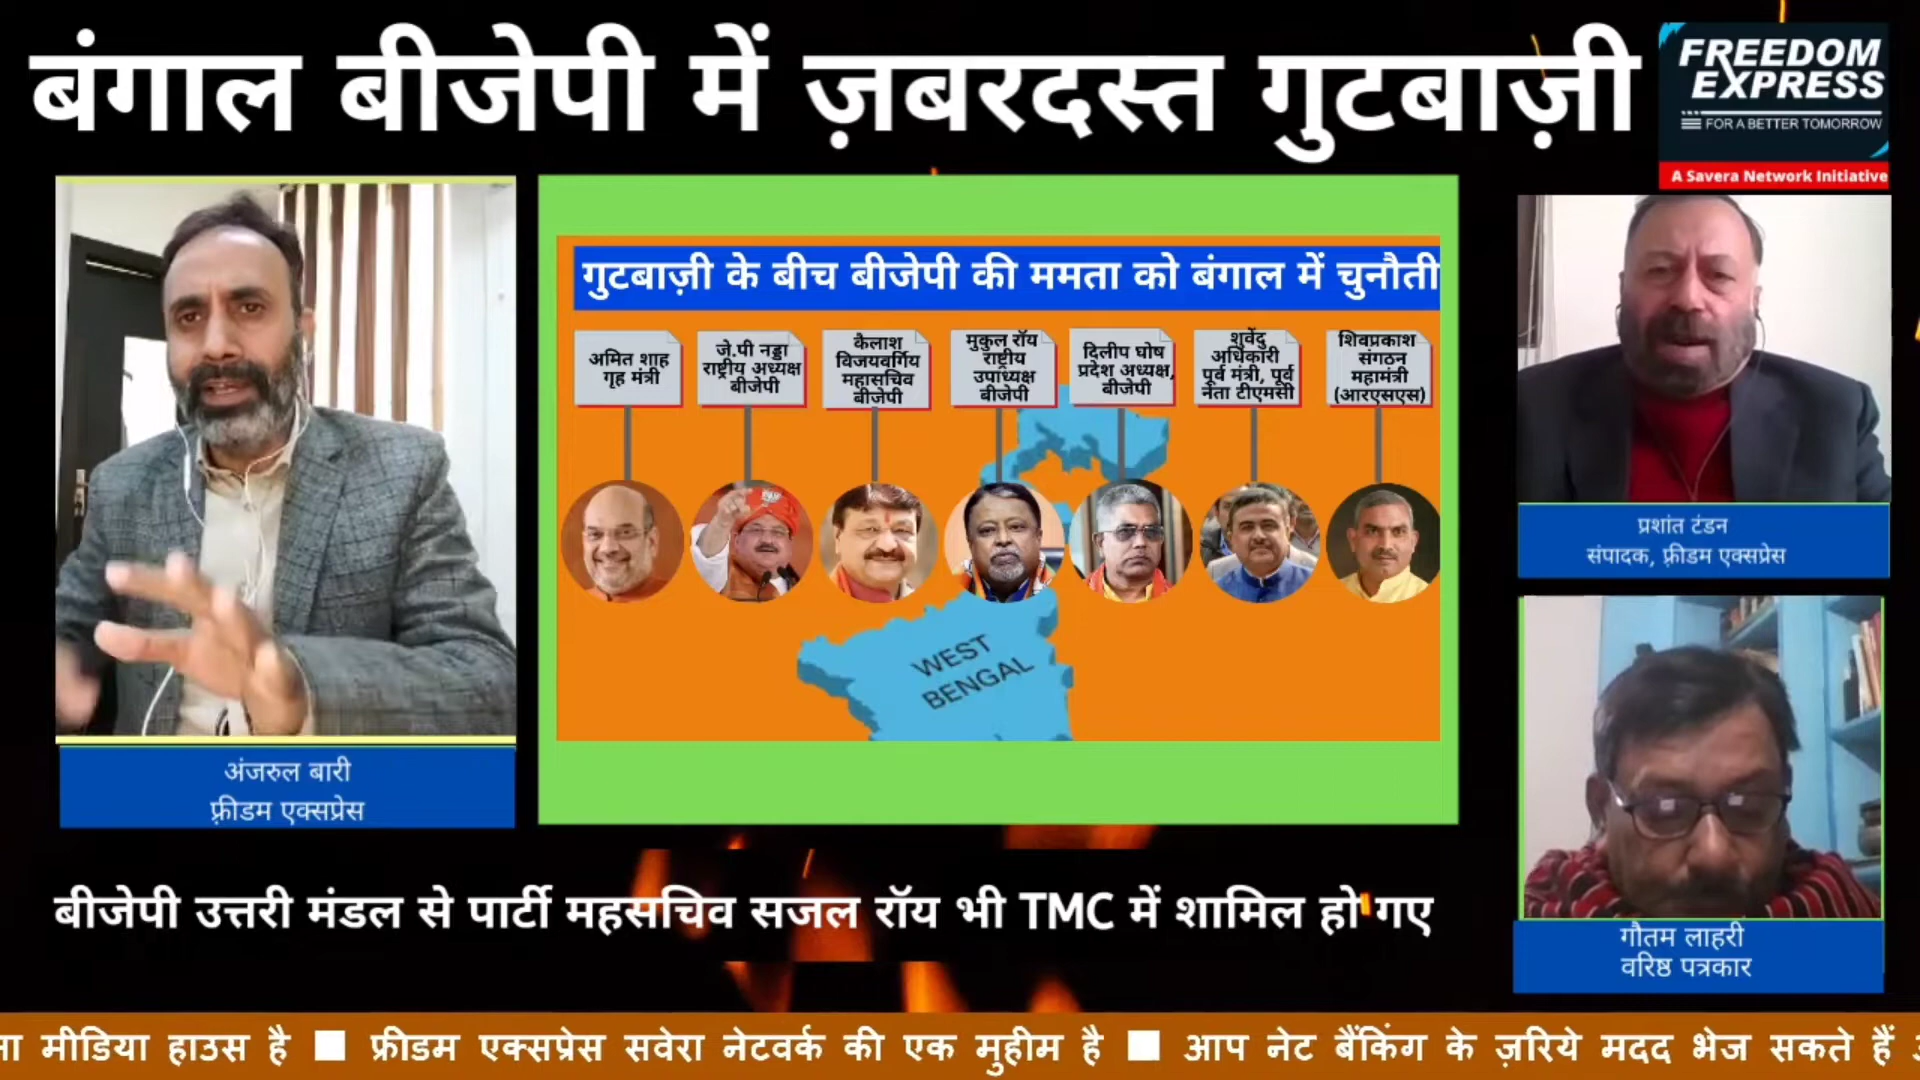 बंगाल बीजेपी में ज़बरदस्त गुटबाज़ी
FREEDOM
EXPRESS
FOR A BETTER TOMORROW
A Savera Network Initiative
गुटबाज़ी के बीच बीजेपी की ममता को बंगाल में चुनौती
अमित शाह
गृह मंत्री
जे.पी नड्डा
राष्ट्रीय अध्यक्ष
बीजेपी
कैलाश
विजयवर्गिय
महासचिव
बीजेपी
मुकुल रॉय
राष्ट्रीय
उपाध्यक्ष
बीजेपी
दिलीप घोष
प्रदेश अध्यक्ष,
बीजेपी
शुवेंदु
अधिकारी
पूर्व मंत्री, पूर्व
नेता टीएमसी
शिवप्रकाश
संगठन
महामंत्री
(आरएसएस)
WEST
BENGAL
अंजरुल बारी
फ़्रीडम एक्सप्रेस
प्रशांत टंडन
संपादक, फ़्रीडम एक्सप्रेस
गौतम लाहरी
वरिष्ठ पत्रकार
बीजेपी उत्तरी मंडल से पार्टी महसचिव सजल रॉय भी TMC में शामिल हो गए
मीडिया हाउस है ■ फ्रीडम एक्सप्रेस सवेरा नेटवर्क की एक मुहीम है ■ आप नेट बैंकिंग के ज़रिये मदद भेज सकते हैं